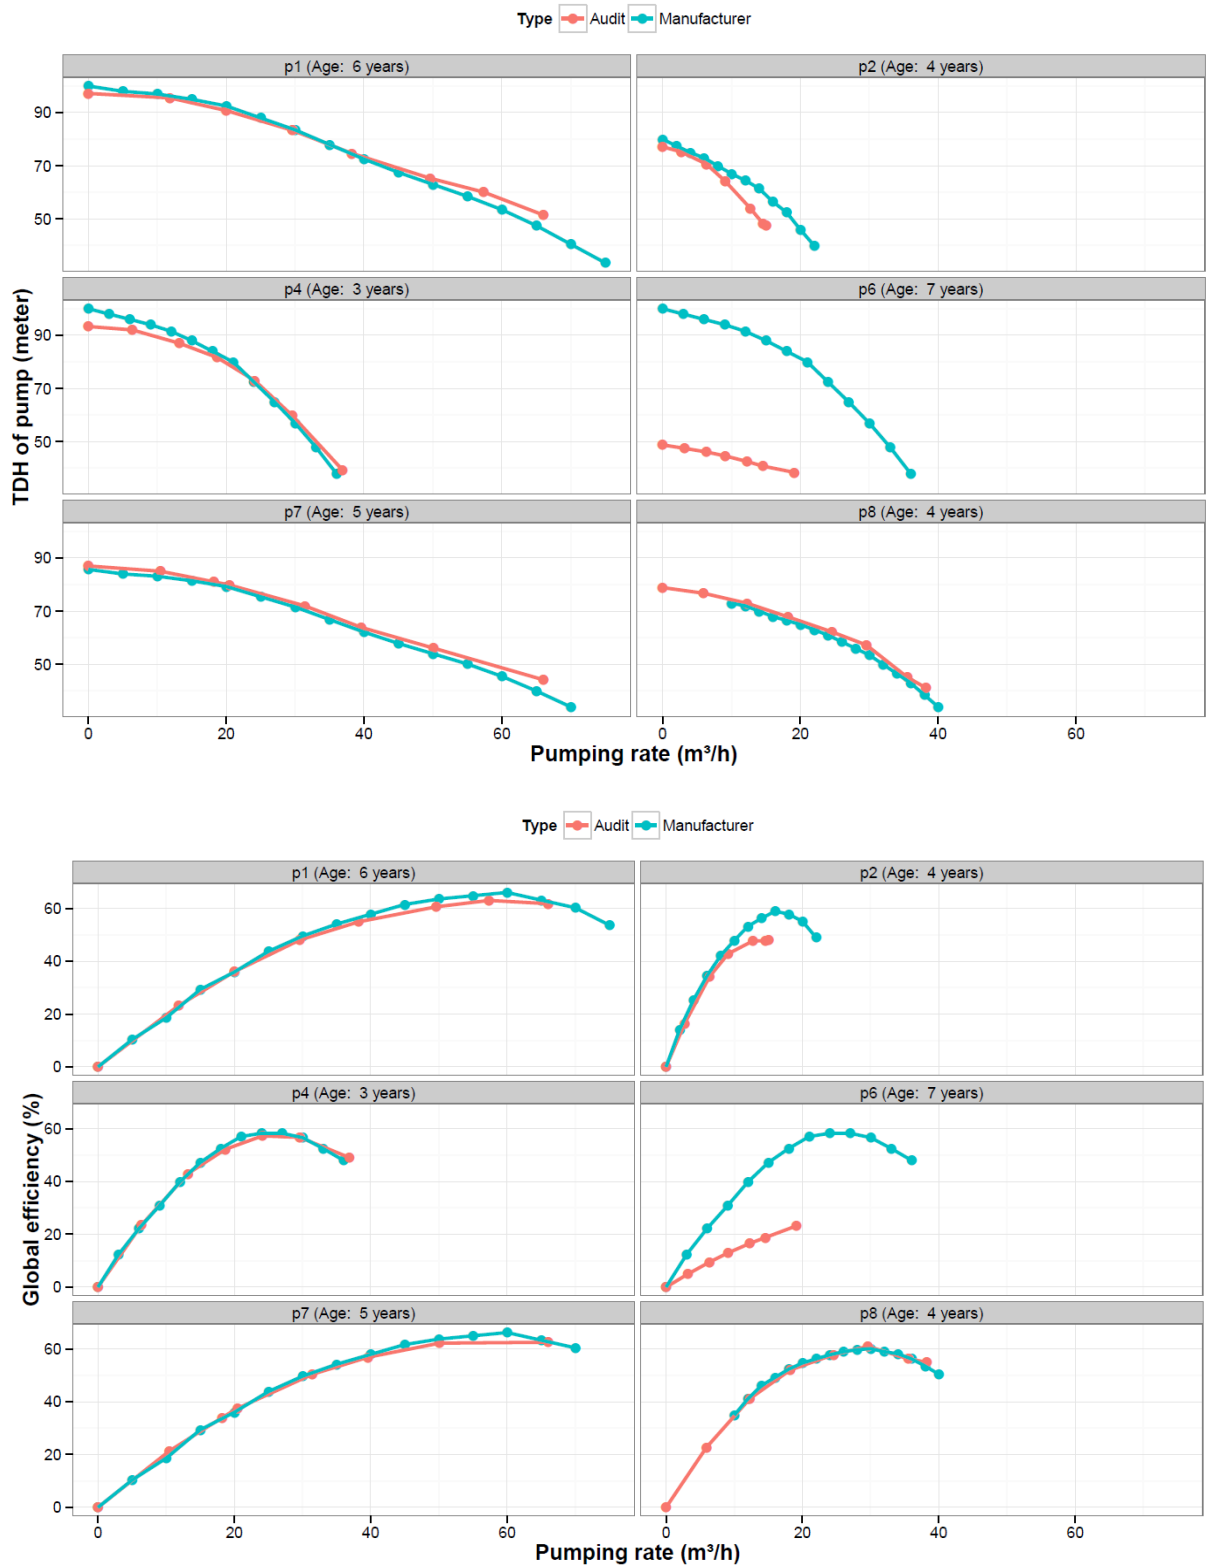 Type Audit Manufacturer
p1 (Age:  6 years) p2 (Age:  4 years)
90
70
50
p4 (Age:  3 years) p6 (Age:  7 years)
90
70
50
p7 (Age:  5 years) p8 (Age:  4 years)
90
70
50
TDH of pump (meter)
0 20 40 60 0 20 40 60
Pumping rate (m³/h)
Type Audit Manufacturer
p1 (Age:  6 years) p2 (Age:  4 years)
60
40
20
0
p4 (Age:  3 years) p6 (Age:  7 years)
60
40
20
0
p7 (Age:  5 years) p8 (Age:  4 years)
60
40
20
0
Global efficiency (%)
0 20 40 60 0 20 40 60
Pumping rate (m³/h)